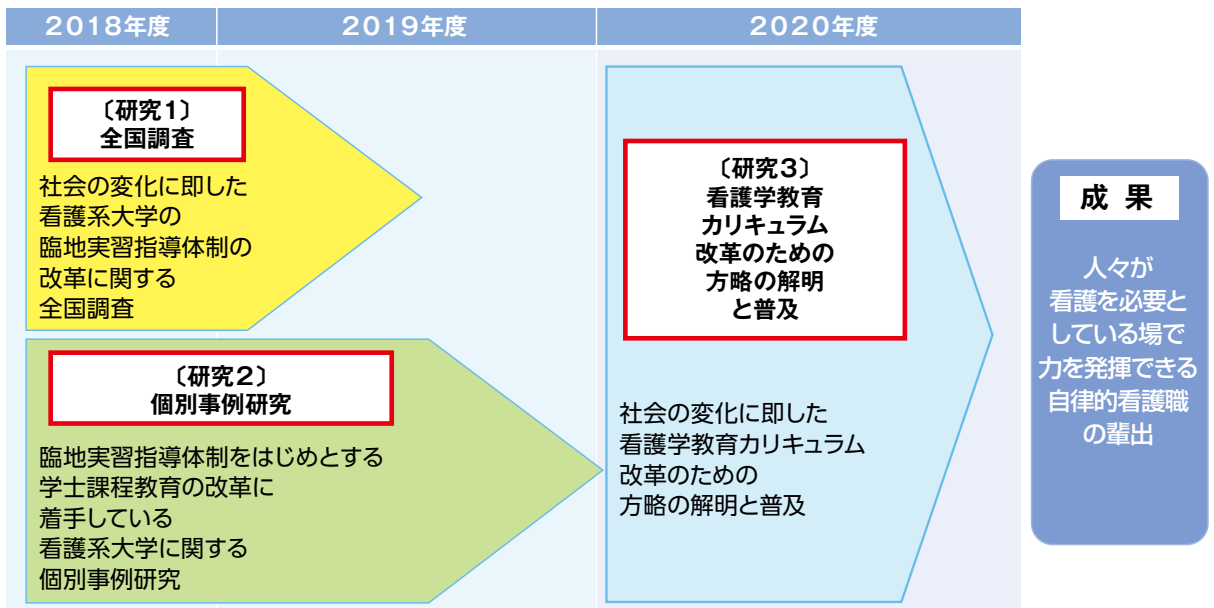 2018年度
2019年度
2020年度
〔研究1〕
全国調査
社会の変化に即した
看護系大学の
臨地実習指導体制の
改革に関する
全国調査
〔研究2〕
個別事例研究
臨地実習指導体制をはじめとする
学士課程教育の改革に
着手している
看護系大学に関する
個別事例研究
〔研究3〕
看護学教育
カリキュラム
改革のための
方略の解明
と普及
社会の変化に即した
看護学教育カリキュラム
改革のための
方略の解明と普及
成 果
人々が
看護を必要と
している場で
力を発揮できる
自律的看護職
の輩出